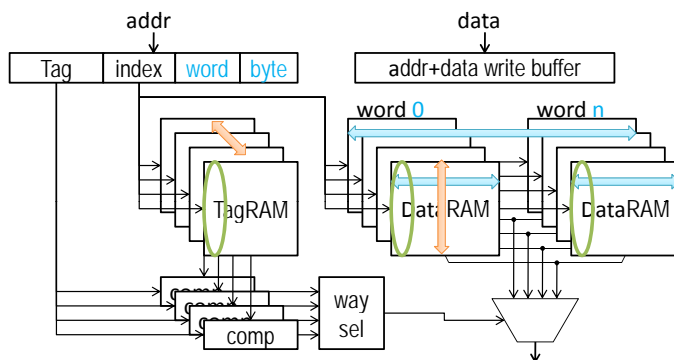 addr
data
Tag
index
word
byte
addr+data write buffer
word 0
word n
TagRAM
DataRAM
DataRAM
comp
way
sel